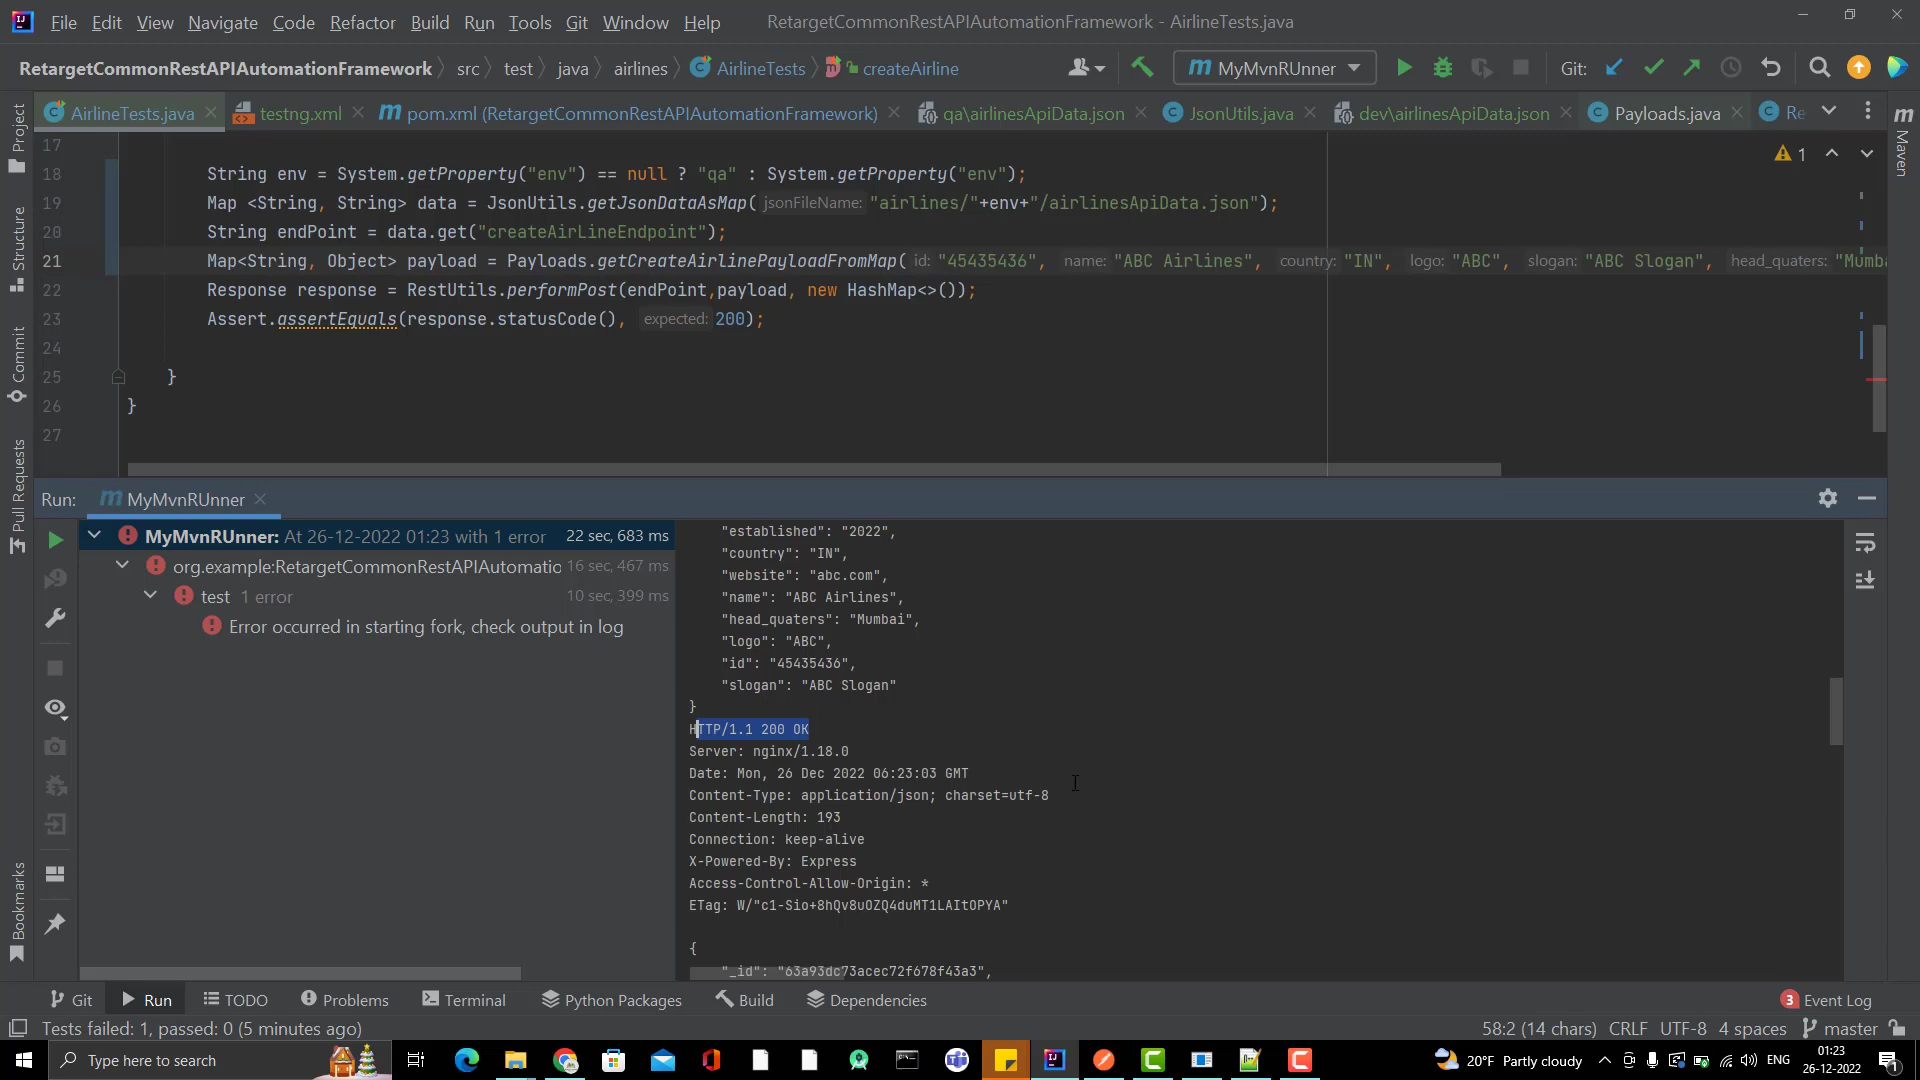 File Edit View Navigate Code Refactor Build Run Tools Git Window Help RetargetCommonRestAPIAutomationFramework - AirlineTests.java
RetargetCommonRestAPIAutomationFramework src test java airlines AirlineTests createAirline MyMvnRUnner Git:
AirlineTests.java testng.xml pom.xml (RetargetCommonRestAPIAutomationFramework) qa\airlinesApiData.json JsonUtils.java dev\airlinesApiData.json Payloads.java Re
Project
Structure
Commit
Pull Requests
Bookmarks
Maven
1
17
18 String env = System.getProperty("env") == null ? "qa" : System.getProperty("env");
19 Map <String, String> data = JsonUtils.getJsonDataAsMap( jsonFileName: "airlines/"+env+"/airlinesApiData.json");
20 String endPoint = data.get("createAirLineEndpoint");
21 Map<String, Object> payload = Payloads.getCreateAirlinePayloadFromMap( id: "45435436", name: "ABC Airlines", country: "IN", logo: "ABC", slogan: "ABC Slogan", head_quaters: "Mumba
22 Response response = RestUtils.performPost(endPoint,payload, new HashMap<>());
23 Assert.assertEquals(response.statusCode(), expected: 200);
24
25 }
26 }
27
Run: MyMvnRUnner
MyMvnRUnner: At 26-12-2022 01:23 with 1 error 22 sec, 683 ms
org.example:RetargetCommonRestAPIAutomatio 16 sec, 467 ms
test 1 error 10 sec, 399 ms
Error occurred in starting fork, check output in log
"established": "2022",
"country": "IN",
"website": "abc.com",
"name": "ABC Airlines",
"head_quaters": "Mumbai",
"logo": "ABC",
"id": "45435436",
"slogan": "ABC Slogan"
}
HTTP/1.1 200 OK
Server: nginx/1.18.0
Date: Mon, 26 Dec 2022 06:23:03 GMT
Content-Type: application/json; charset=utf-8
Content-Length: 193
Connection: keep-alive
X-Powered-By: Express
Access-Control-Allow-Origin: *
ETag: W/"c1-Sio+8hQv8uOZQ4duMT1LAItOPYA"
{
"_id": "63a93dc73acec72f678f43a3",
Git Run TODO Problems Terminal Python Packages Build Dependencies 3 Event Log
Tests failed: 1, passed: 0 (5 minutes ago) 58:2 (14 chars) CRLF UTF-8 4 spaces master
Type here to search 20°F Partly cloudy ENG 01:23
26-12-2022 1